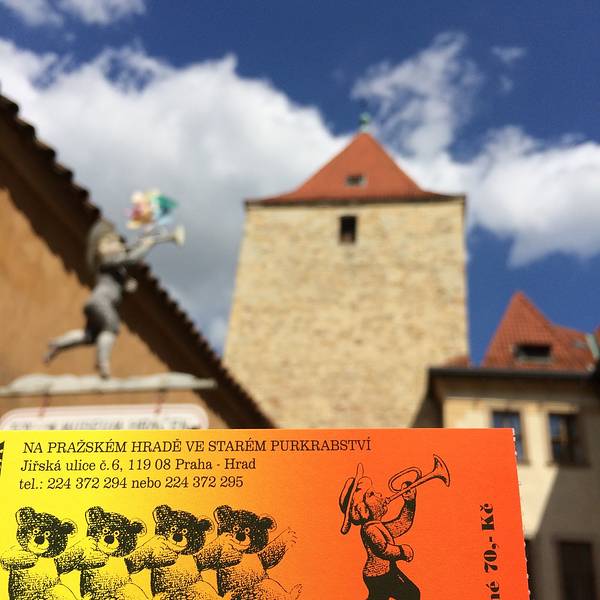 NA PRAŽSKÉM HRADĚ VE STARÉM PURKRABSTVÍ
Jiřská ulice č.6, 119 08 Praha - Hrad
tel.: 224 372 294 nebo 224 372 295
né 70,- Kč